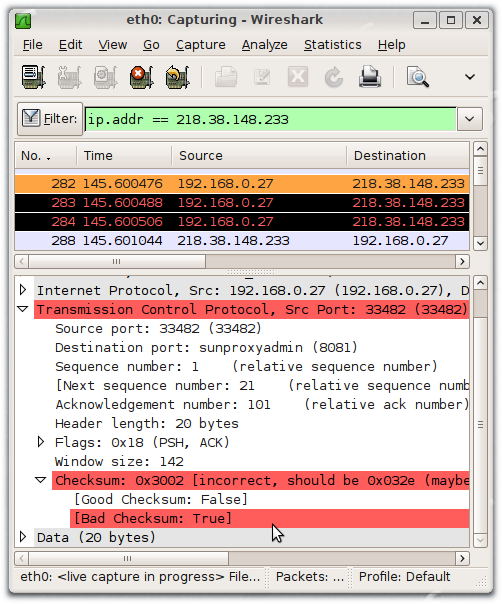 eth0: Capturing - Wireshark
File Edit View Go Capture Analyze Statistics Help
Filter: ip.addr == 218.38.148.233
No. Time Source Destination
282 145.600476 192.168.0.27 218.38.148.233
283 145.600488 192.168.0.27 218.38.148.233
284 145.600506 192.168.0.27 218.38.148.233
288 145.601044 218.38.148.233 192.168.0.27
Internet Protocol, Src: 192.168.0.27 (192.168.0.27), D
Transmission Control Protocol, Src Port: 33482 (33482)
Source port: 33482 (33482)
Destination port: sunproxyadmin (8081)
Sequence number: 1 (relative sequence number)
[Next sequence number: 21 (relative sequence numb
Acknowledgement number: 101 (relative ack number)
Header length: 20 bytes
Flags: 0x18 (PSH, ACK)
Window size: 142
Checksum: 0x3002 [incorrect, should be 0x032e (maybe
[Good Checksum: False]
[Bad Checksum: True]
Data (20 bytes)
eth0: <live capture in progress> File... Packets: ... Profile: Default